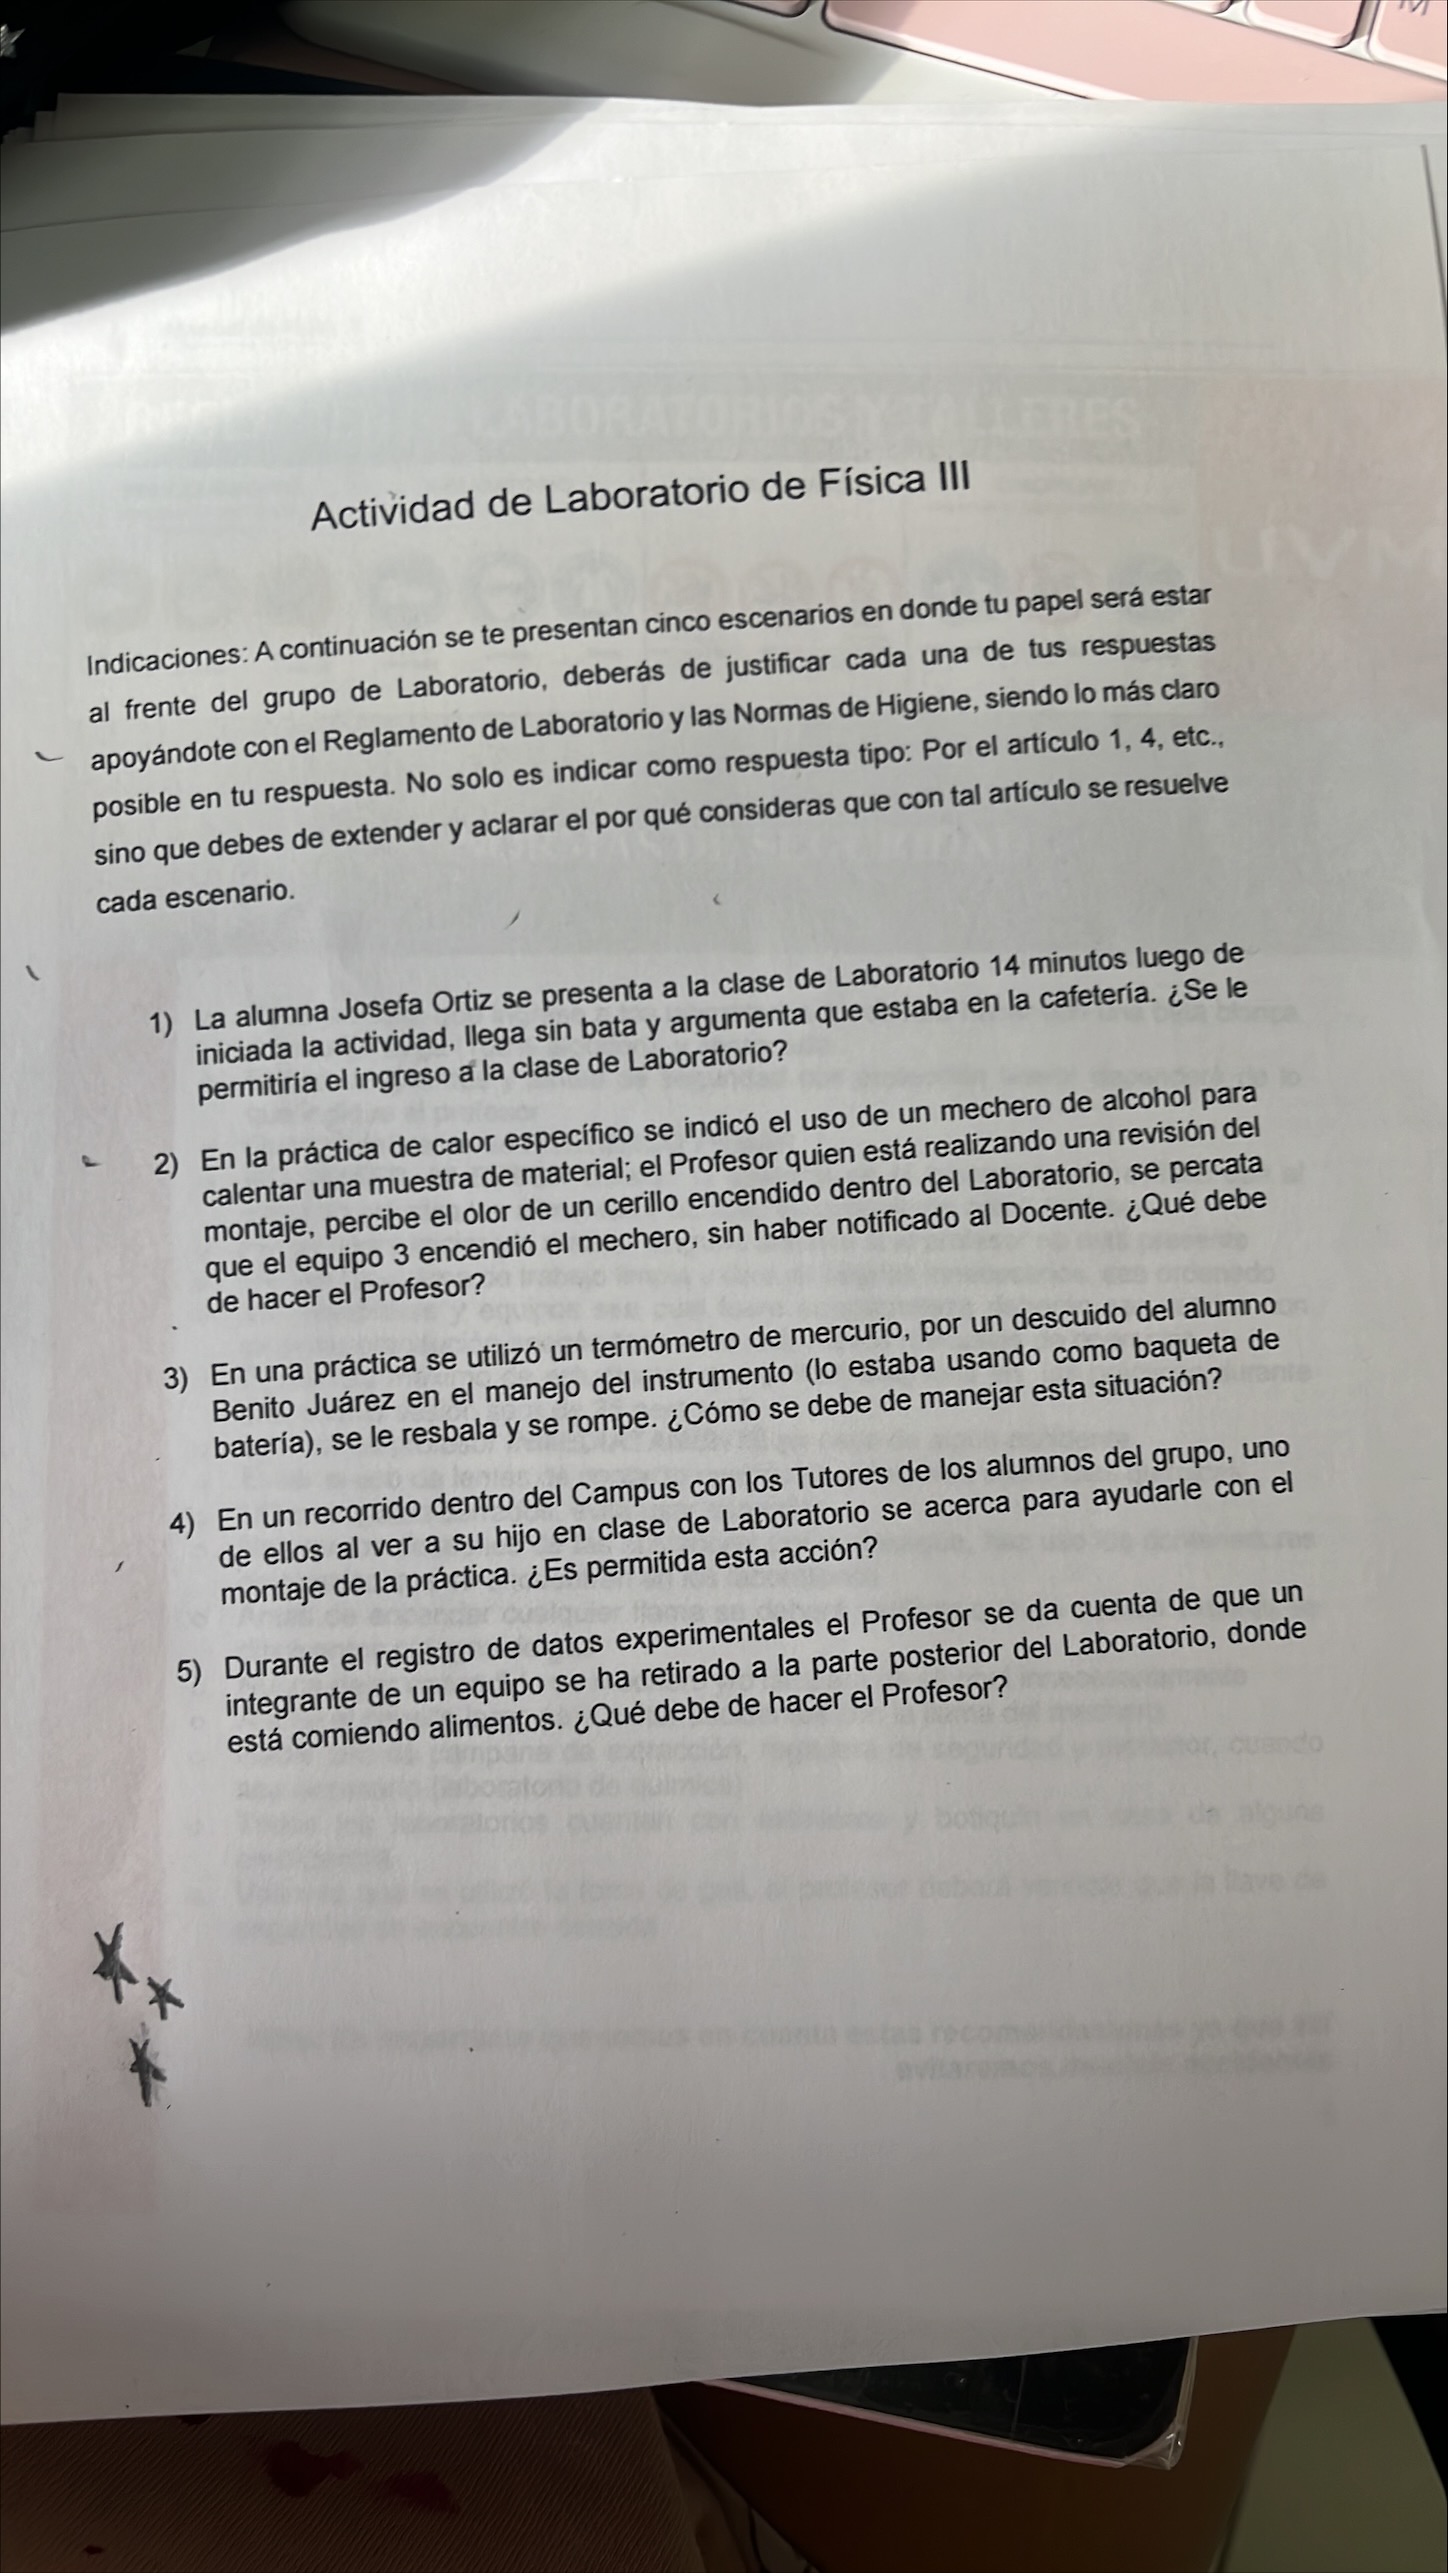 LABORATORIOS Y TALLERES
UVM
Actividad de Laboratorio de Física III
Indicaciones: A continuación se te presentan cinco escenarios en donde tu papel será estar
al frente del grupo de Laboratorio, deberás de justificar cada una de tus respuestas
apoyándote con el Reglamento de Laboratorio y las Normas de Higiene, siendo lo más claro
posible en tu respuesta. No solo es indicar como respuesta tipo: Por el artículo 1, 4, etc.,
sino que debes de extender y aclarar el por qué consideras que con tal artículo se resuelve
cada escenario.
1) La alumna Josefa Ortiz se presenta a la clase de Laboratorio 14 minutos luego de
iniciada la actividad, llega sin bata y argumenta que estaba en la cafetería. ¿Se le
permitiría el ingreso a la clase de Laboratorio?
2) En la práctica de calor específico se indicó el uso de un mechero de alcohol para
calentar una muestra de material; el Profesor quien está realizando una revisión del
montaje, percibe el olor de un cerillo encendido dentro del Laboratorio, se percata
que el equipo 3 encendió el mechero, sin haber notificado al Docente. ¿Qué debe
de hacer el Profesor?
3) En una práctica se utilizó un termómetro de mercurio, por un descuido del alumno
Benito Juárez en el manejo del instrumento (lo estaba usando como baqueta de
batería), se le resbala y se rompe. ¿Cómo se debe de manejar esta situación?
4) En un recorrido dentro del Campus con los Tutores de los alumnos del grupo, uno
de ellos al ver a su hijo en clase de Laboratorio se acerca para ayudarle con el
montaje de la práctica. ¿Es permitida esta acción?
5) Durante el registro de datos experimentales el Profesor se da cuenta de que un
integrante de un equipo se ha retirado a la parte posterior del Laboratorio, donde
está comiendo alimentos. ¿Qué debe de hacer el Profesor?